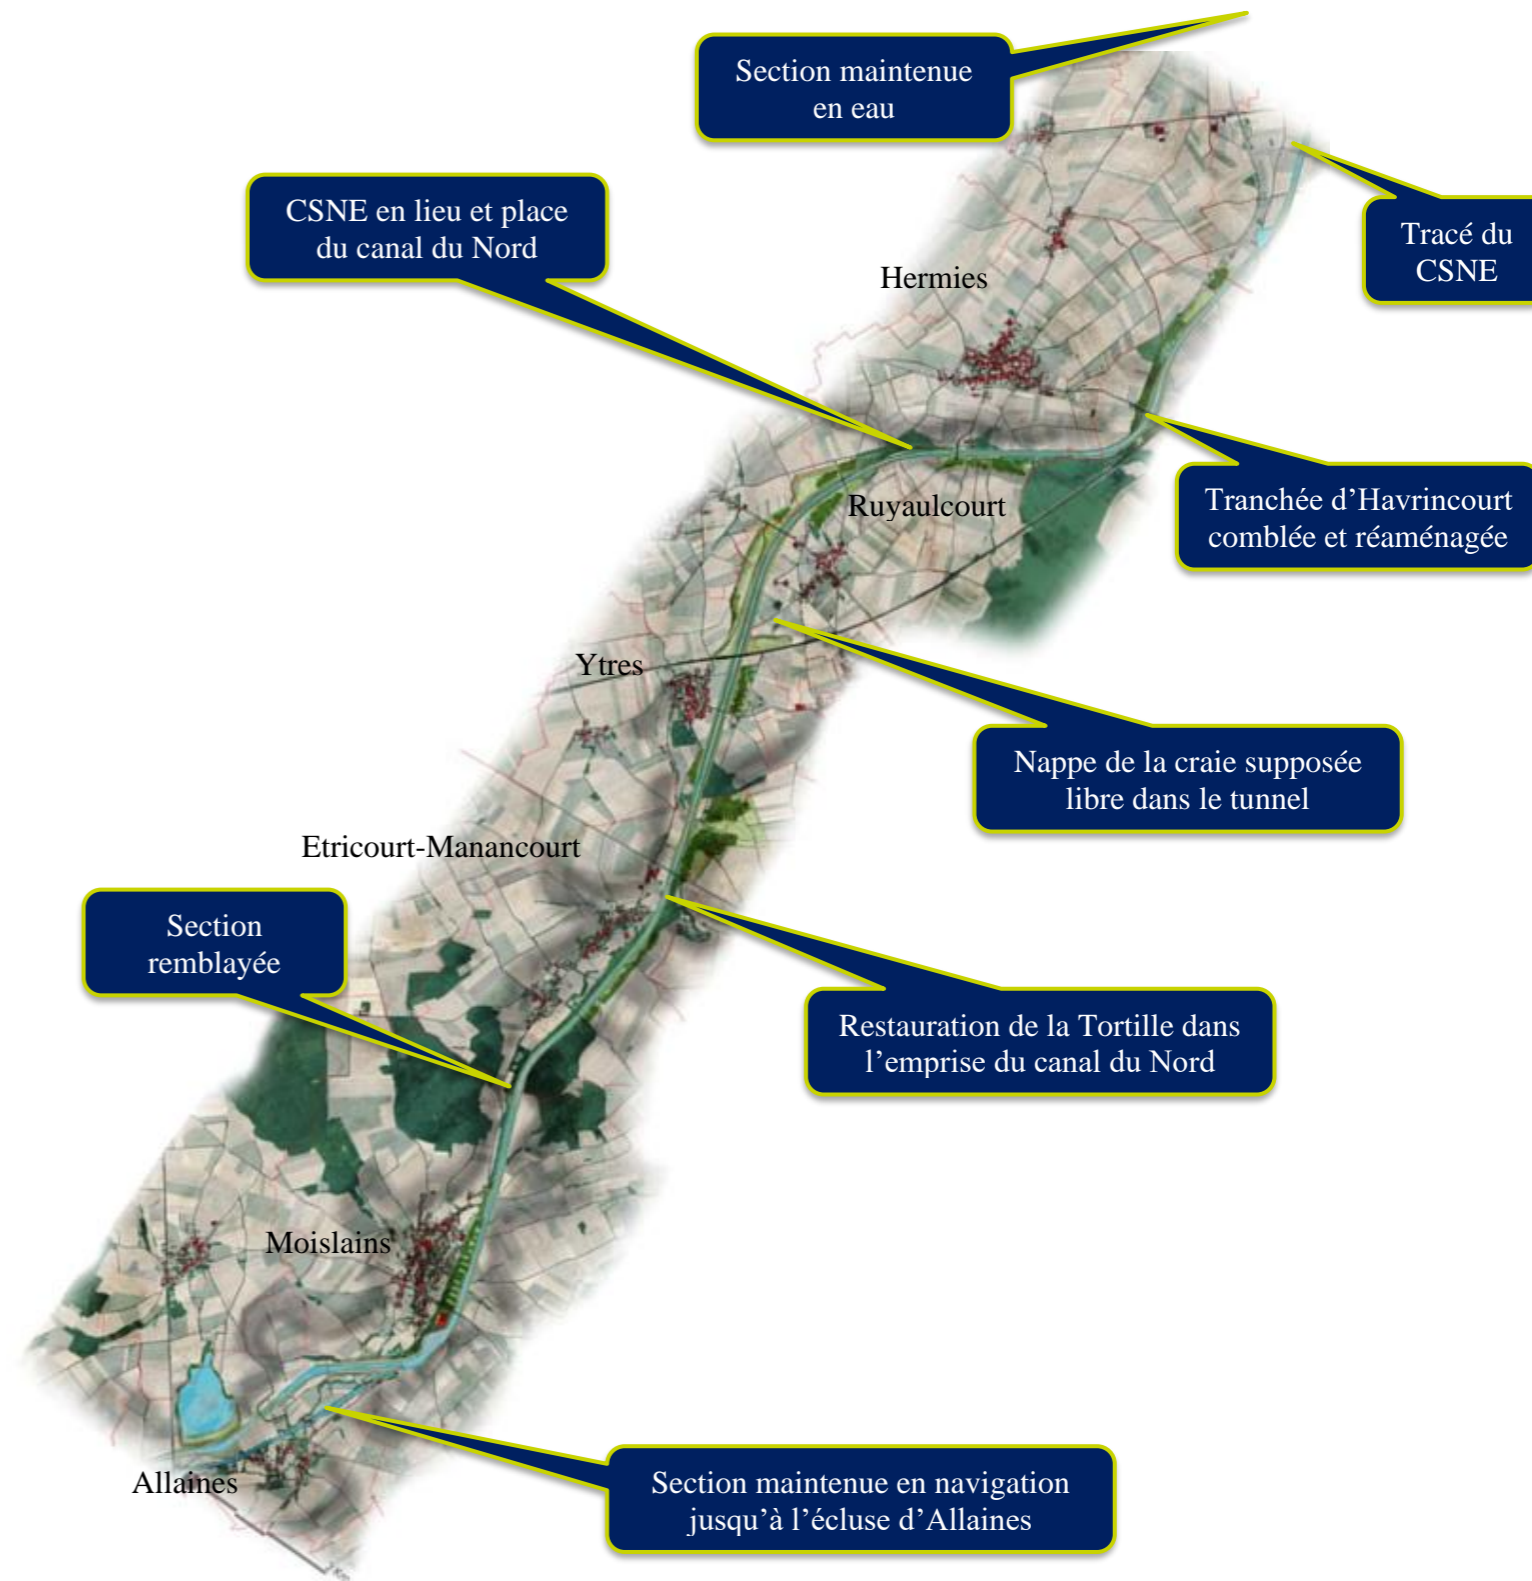 Section maintenue
en eau
CSNE en lieu et place
du canal du Nord
Tracé du
CSNE
Hermies
Tranchée d’Havrincourt
comblée et réaménagée
Ruyaulcourt
Ytres
Nappe de la craie supposée
libre dans le tunnel
Etricourt-Manancourt
Section
remblayée
Restauration de la Tortille dans
l’emprise du canal du Nord
Moislains
Allaines
Section maintenue en navigation
jusqu’à l’écluse d’Allaines